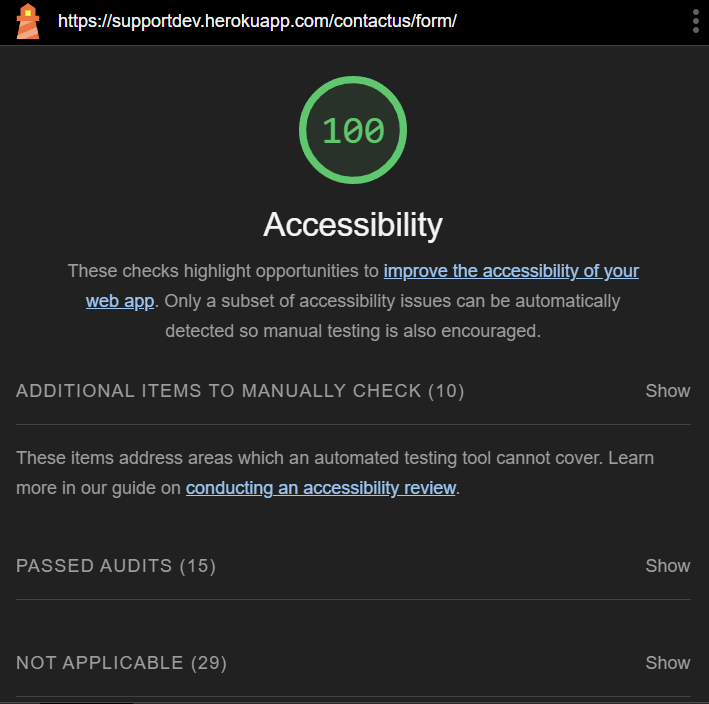 https://supportdev.herokuapp.com/contactus/form/
100
Accessibility
These checks highlight opportunities to improve the accessibility of your
web app. Only a subset of accessibility issues can be automatically
detected so manual testing is also encouraged.
ADDITIONAL ITEMS TO MANUALLY CHECK (10) Show
These items address areas which an automated testing tool cannot cover. Learn
more in our guide on conducting an accessibility review.
PASSED AUDITS (15) Show
NOT APPLICABLE (29) Show